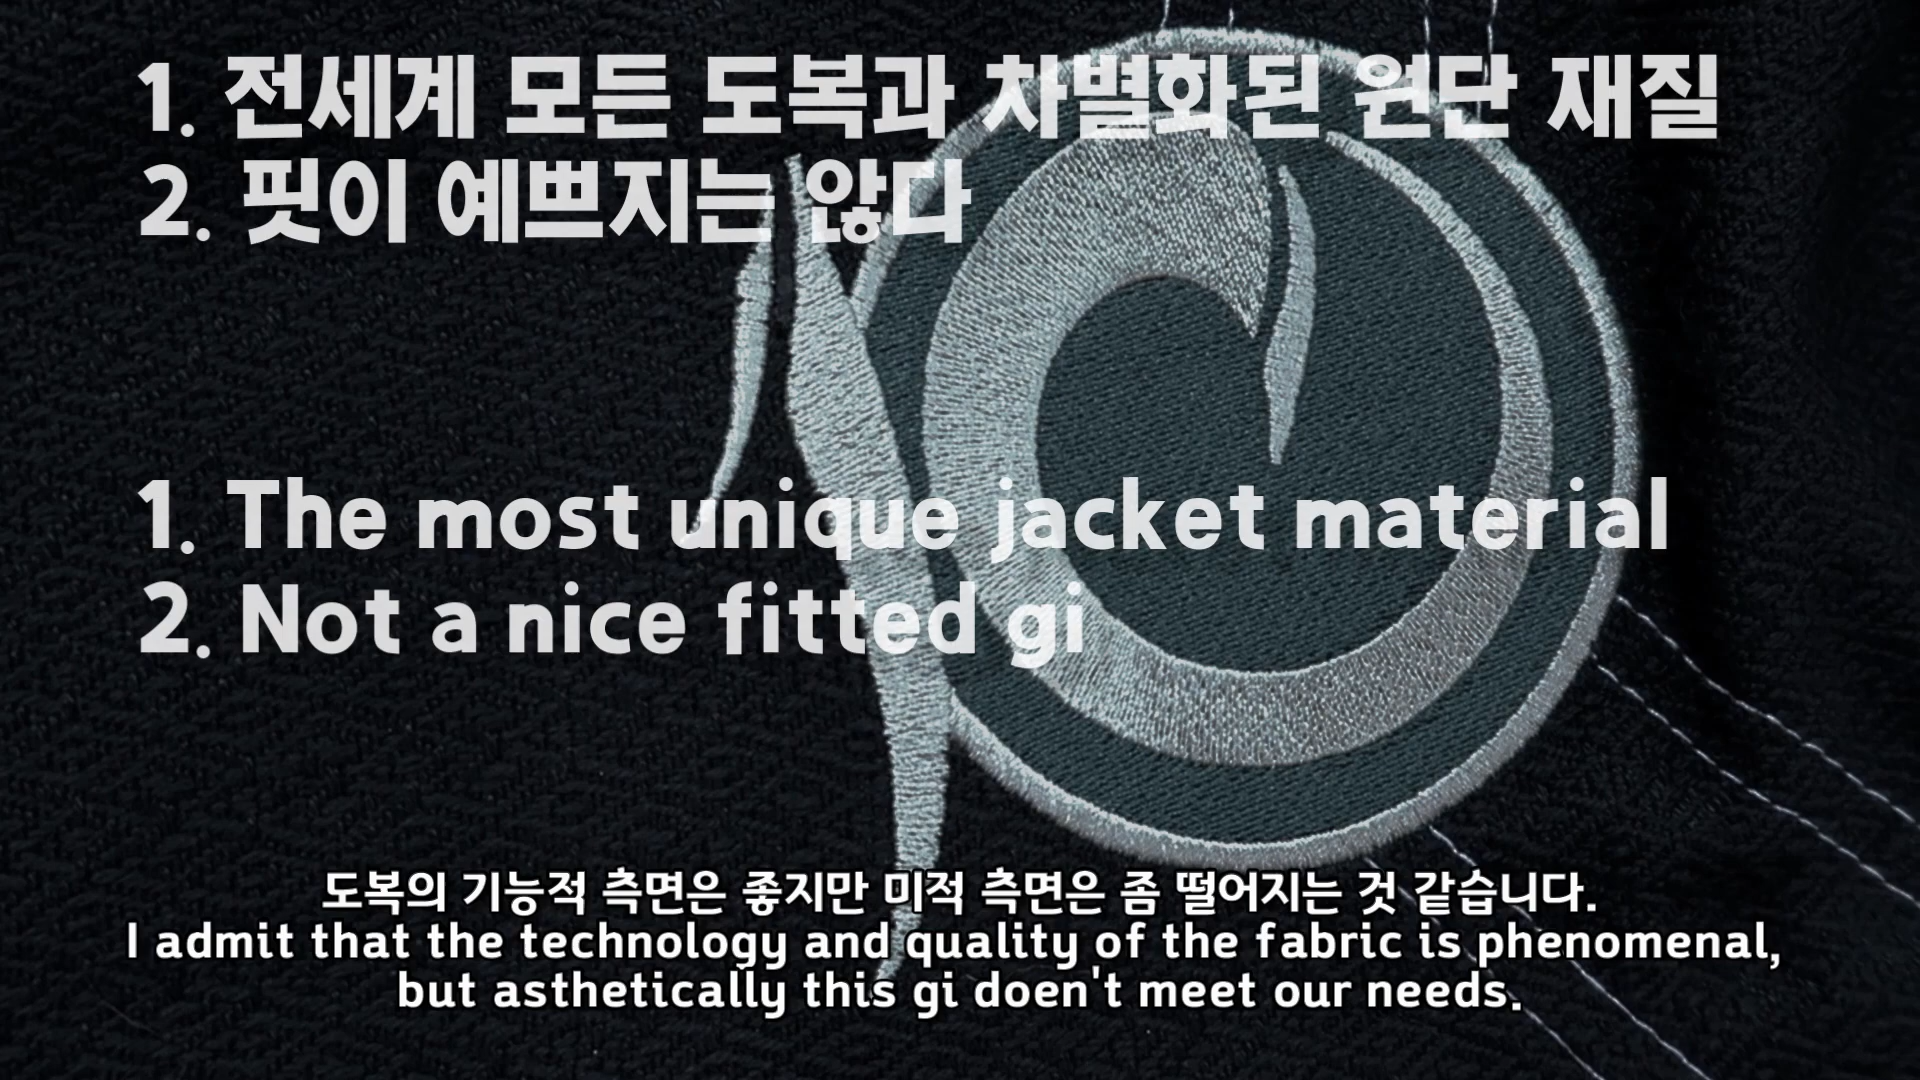 1. 전세계 모든 도복과 차별화된 원단 재질
2. 핏이 예쁘지는 않다
1. The most unique jacket material
2. Not a nice fitted gi
도복의 기능적 측면은 좋지만 미적 측면은 좀 떨어지는 것 같습니다.
I admit that the technology and quality of the fabric is phenomenal,
but asthetically this gi doen't meet our needs.